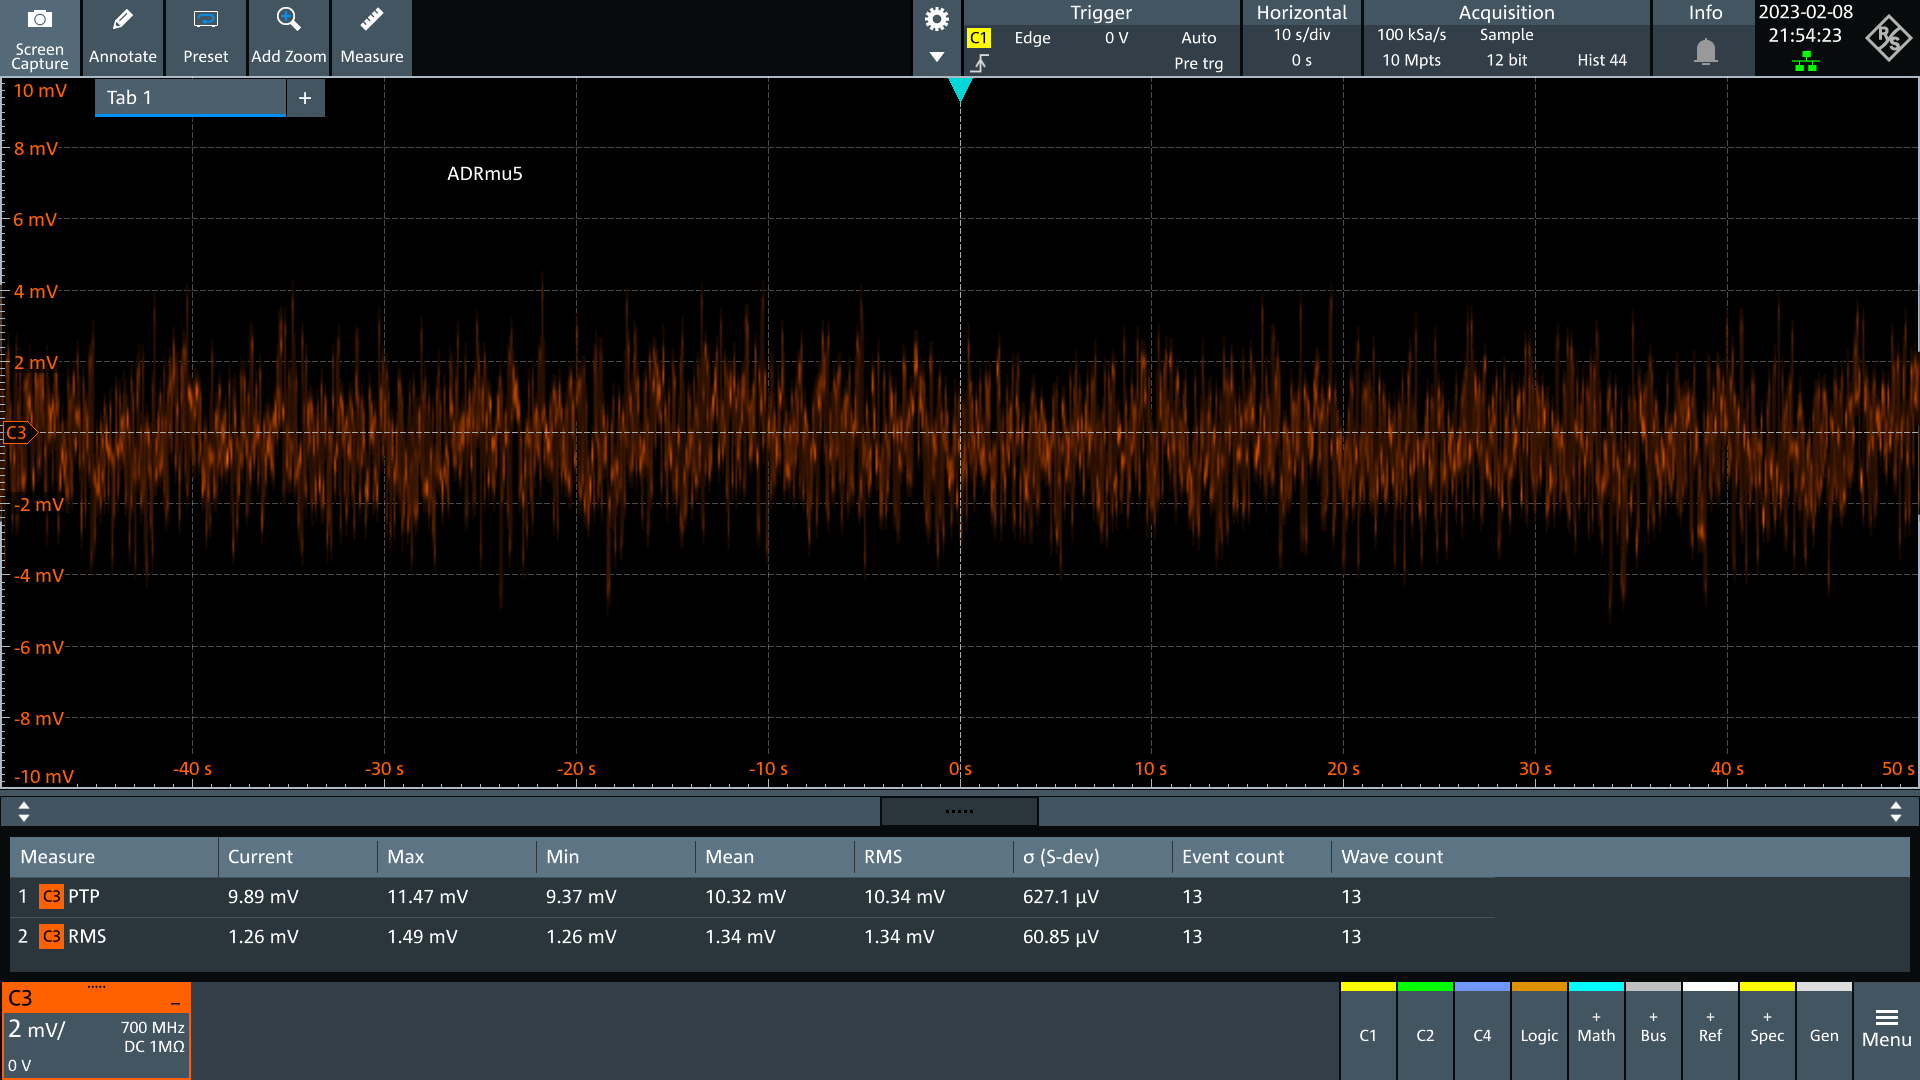 Screen
Capture
Annotate
Preset
Add Zoom
Measure
Trigger
C1 Edge 0 V Auto
Pre trg
Horizontal
10 s/div
0 s
Acquisition
100 kSa/s Sample
10 Mpts 12 bit Hist 44
Info
2023-02-08
21:54:23
R&S
Tab 1 +
ADRmu5
10 mV
8 mV
6 mV
4 mV
2 mV
C3
-2 mV
-4 mV
-6 mV
-8 mV
-10 mV
-40 s -30 s -20 s -10 s 0 s 10 s 20 s 30 s 40 s 50 s
Measure Current Max Min Mean RMS σ (S-dev) Event count Wave count
1 C3 PTP 9.89 mV 11.47 mV 9.37 mV 10.32 mV 10.34 mV 627.1 µV 13 13
2 C3 RMS 1.26 mV 1.49 mV 1.26 mV 1.34 mV 1.34 mV 60.85 µV 13 13
C3
2 mV/ 700 MHz
DC 1MΩ
0 V
C1
C2
C4
Logic
+
Math
+
Bus
+
Ref
+
Spec
Gen
Menu